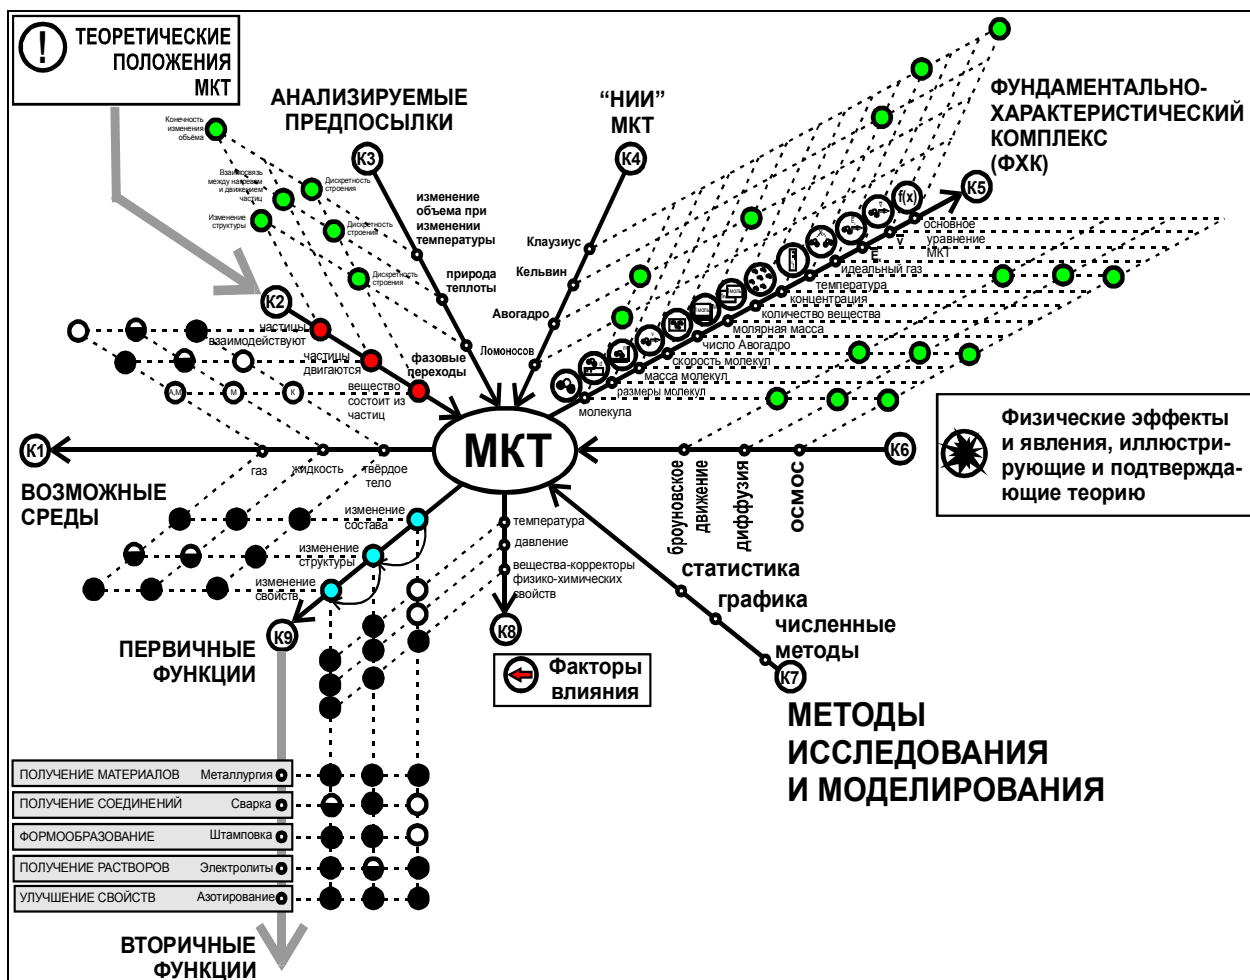 !
ТЕОРЕТИЧЕСКИЕ
ПОЛОЖЕНИЯ
МКТ
АНАЛИЗИРУЕМЫЕ
ПРЕДПОСЫЛКИ
“НИИ”
МКТ
ФУНДАМЕНТАЛЬНО-
ХАРАКТЕРИСТИЧЕСКИЙ
КОМПЛЕКС
(ФХК)
Конечность
изменения
объёма
Взаимосвязь
между нагревом
и движением
частиц
Изменение
структуры
Дискретность
строения
Дискретность
строения
Дискретность
строения
К3
изменение
объема при
изменении
температуры
природа
теплоты
фазовые
переходы
К4
Клаузиус
Кельвин
Авогадро
Ломоносов
К5
f(x)
основное
уравнение
МКТ
v
E
идеальный газ
температура
концентрация
количество вещества
молярная масса
число Авогадро
скорость молекул
масса молекул
размеры молекул
молекула
К2
частицы
взаимодействуют
частицы
двигаются
вещество
состоит из
частиц
А,М
М
К
К1
газ
жидкость
твёрдое
тело
ВОЗМОЖНЫЕ
СРЕДЫ
МКТ
К6
броуновское
движение
диффузия
осмос
Физические эффекты
и явления, иллюстри-
рующие и подтвержда-
ющие теорию
изменение
состава
изменение
структуры
изменение
свойств
К9
ПЕРВИЧНЫЕ
ФУНКЦИИ
температура
давление
вещества-корректоры
физико-химических
свойств
К8
Факторы
влияния
статистика
графика
численные
методы
К7
МЕТОДЫ
ИССЛЕДОВАНИЯ
И МОДЕЛИРОВАНИЯ
ПОЛУЧЕНИЕ МАТЕРИАЛОВ Металлургия
ПОЛУЧЕНИЕ СОЕДИНЕНИЙ Сварка
ФОРМООБРАЗОВАНИЕ Штамповка
ПОЛУЧЕНИЕ РАСТВОРОВ Электролиты
УЛУЧШЕНИЕ СВОЙСТВ Азотирование
ВТОРИЧНЫЕ
ФУНКЦИИ